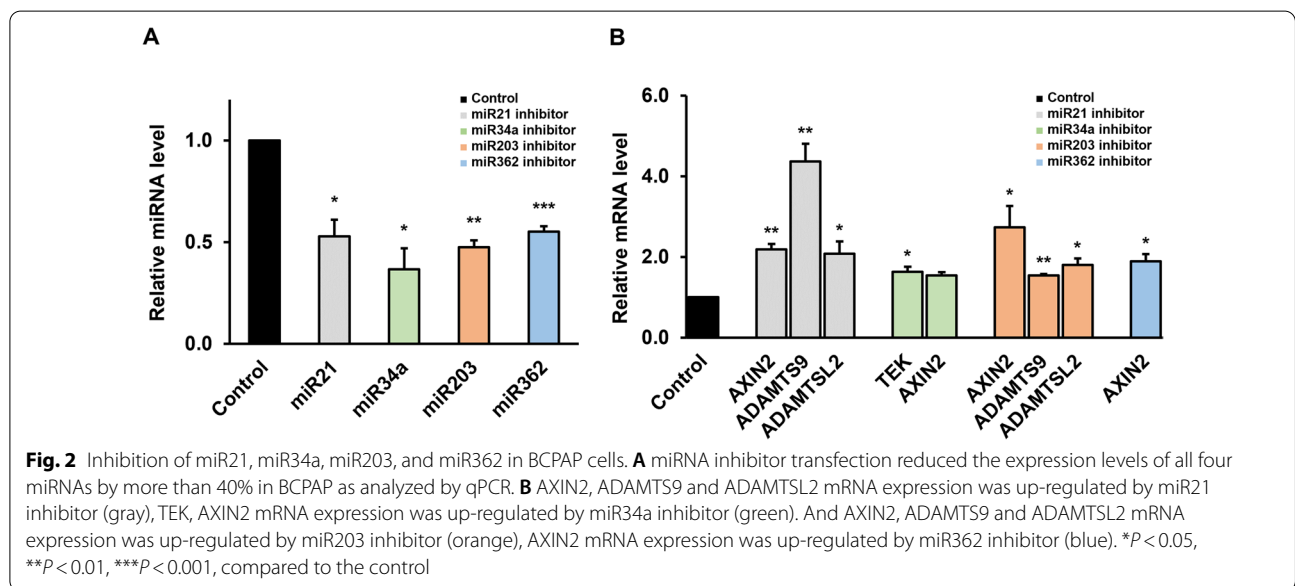 A
Relative miRNA level
1.0
0.5
0.0
Control
miR21 inhibitor
miR34a inhibitor
miR203 inhibitor
miR362 inhibitor
*
*
**
***
Control
miR21
miR34a
miR203
miR362
B
Relative mRNA level
6.0
4.0
2.0
0.0
Control
miR21 inhibitor
miR34a inhibitor
miR203 inhibitor
miR362 inhibitor
**
**
*
*
*
**
*
*
Control
AXIN2
ADAMTS9
ADAMTSL2
TEK
AXIN2
AXIN2
ADAMTS9
ADAMTSL2
AXIN2
Fig. 2 Inhibition of miR21, miR34a, miR203, and miR362 in BCPAP cells. A miRNA inhibitor transfection reduced the expression levels of all four
miRNAs by more than 40% in BCPAP as analyzed by qPCR. B AXIN2, ADAMTS9 and ADAMTSL2 mRNA expression was up-regulated by miR21
inhibitor (gray), TEK, AXIN2 mRNA expression was up-regulated by miR34a inhibitor (green). And AXIN2, ADAMTS9 and ADAMTSL2 mRNA
expression was up-regulated by miR203 inhibitor (orange), AXIN2 mRNA expression was up-regulated by miR362 inhibitor (blue). *P < 0.05,
**P < 0.01, ***P < 0.001, compared to the control